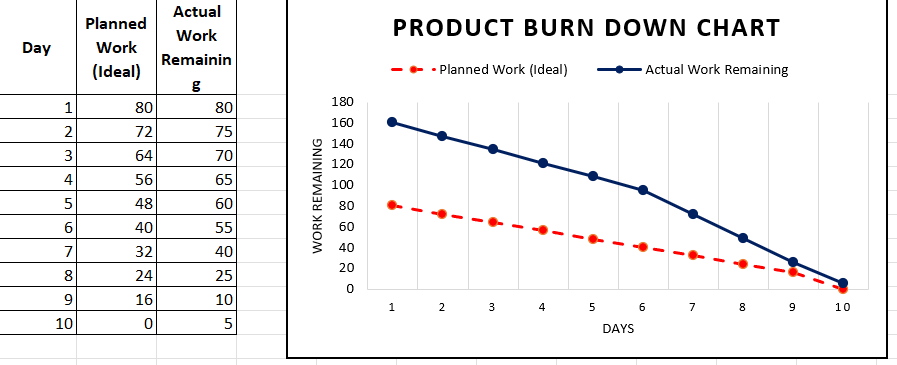 Day Planned Work (Ideal) Actual Work Remainin g
1 80 80
2 72 75
3 64 70
4 56 65
5 48 60
6 40 55
7 32 40
8 24 25
9 16 10
10 0 5
PRODUCT BURN DOWN CHART
Planned Work (Ideal) Actual Work Remaining
WORK REMAINING
180
160
140
120
100
80
60
40
20
0
1 2 3 4 5 6 7 8 9 10
DAYS